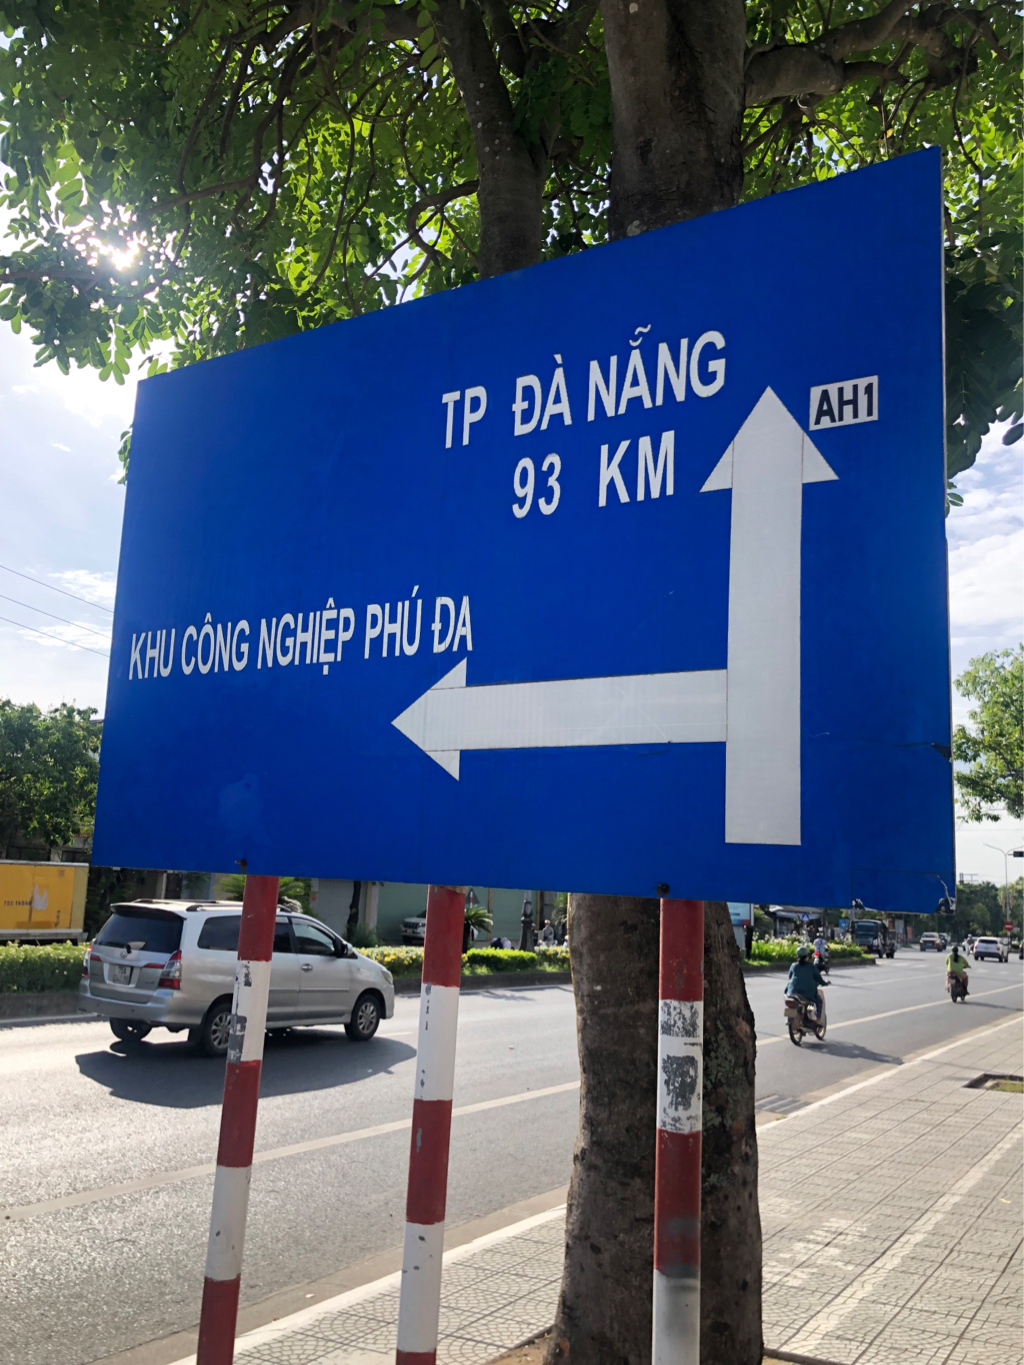 TP ĐÀ NẴNG
93 KM
AH1
KHU CÔNG NGHIỆP PHÚ ĐA